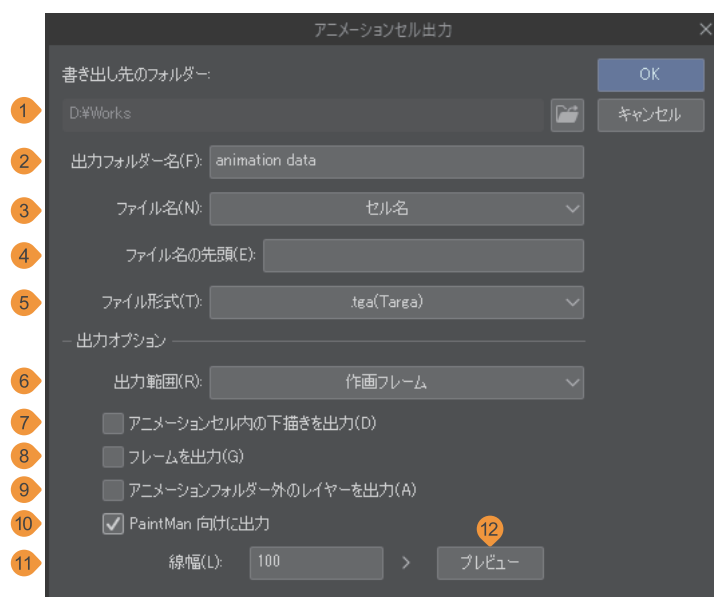 アニメーションセル出力 ×
書き出し先のフォルダー: OK
1 D:¥Works キャンセル
2 出力フォルダー名(F): animation data
3 ファイル名(N): セル名
4 ファイル名の先頭(E):
5 ファイル形式(T): .tga(Targa)
出力オプション
6 出力範囲(R): 作画フレーム
7 アニメーションセル内の下描きを出力(D)
8 フレームを出力(G)
9 アニメーションフォルダー外のレイヤーを出力(A)
10 PaintMan 向けに出力
12
11 線幅(L): 100 > プレビュー